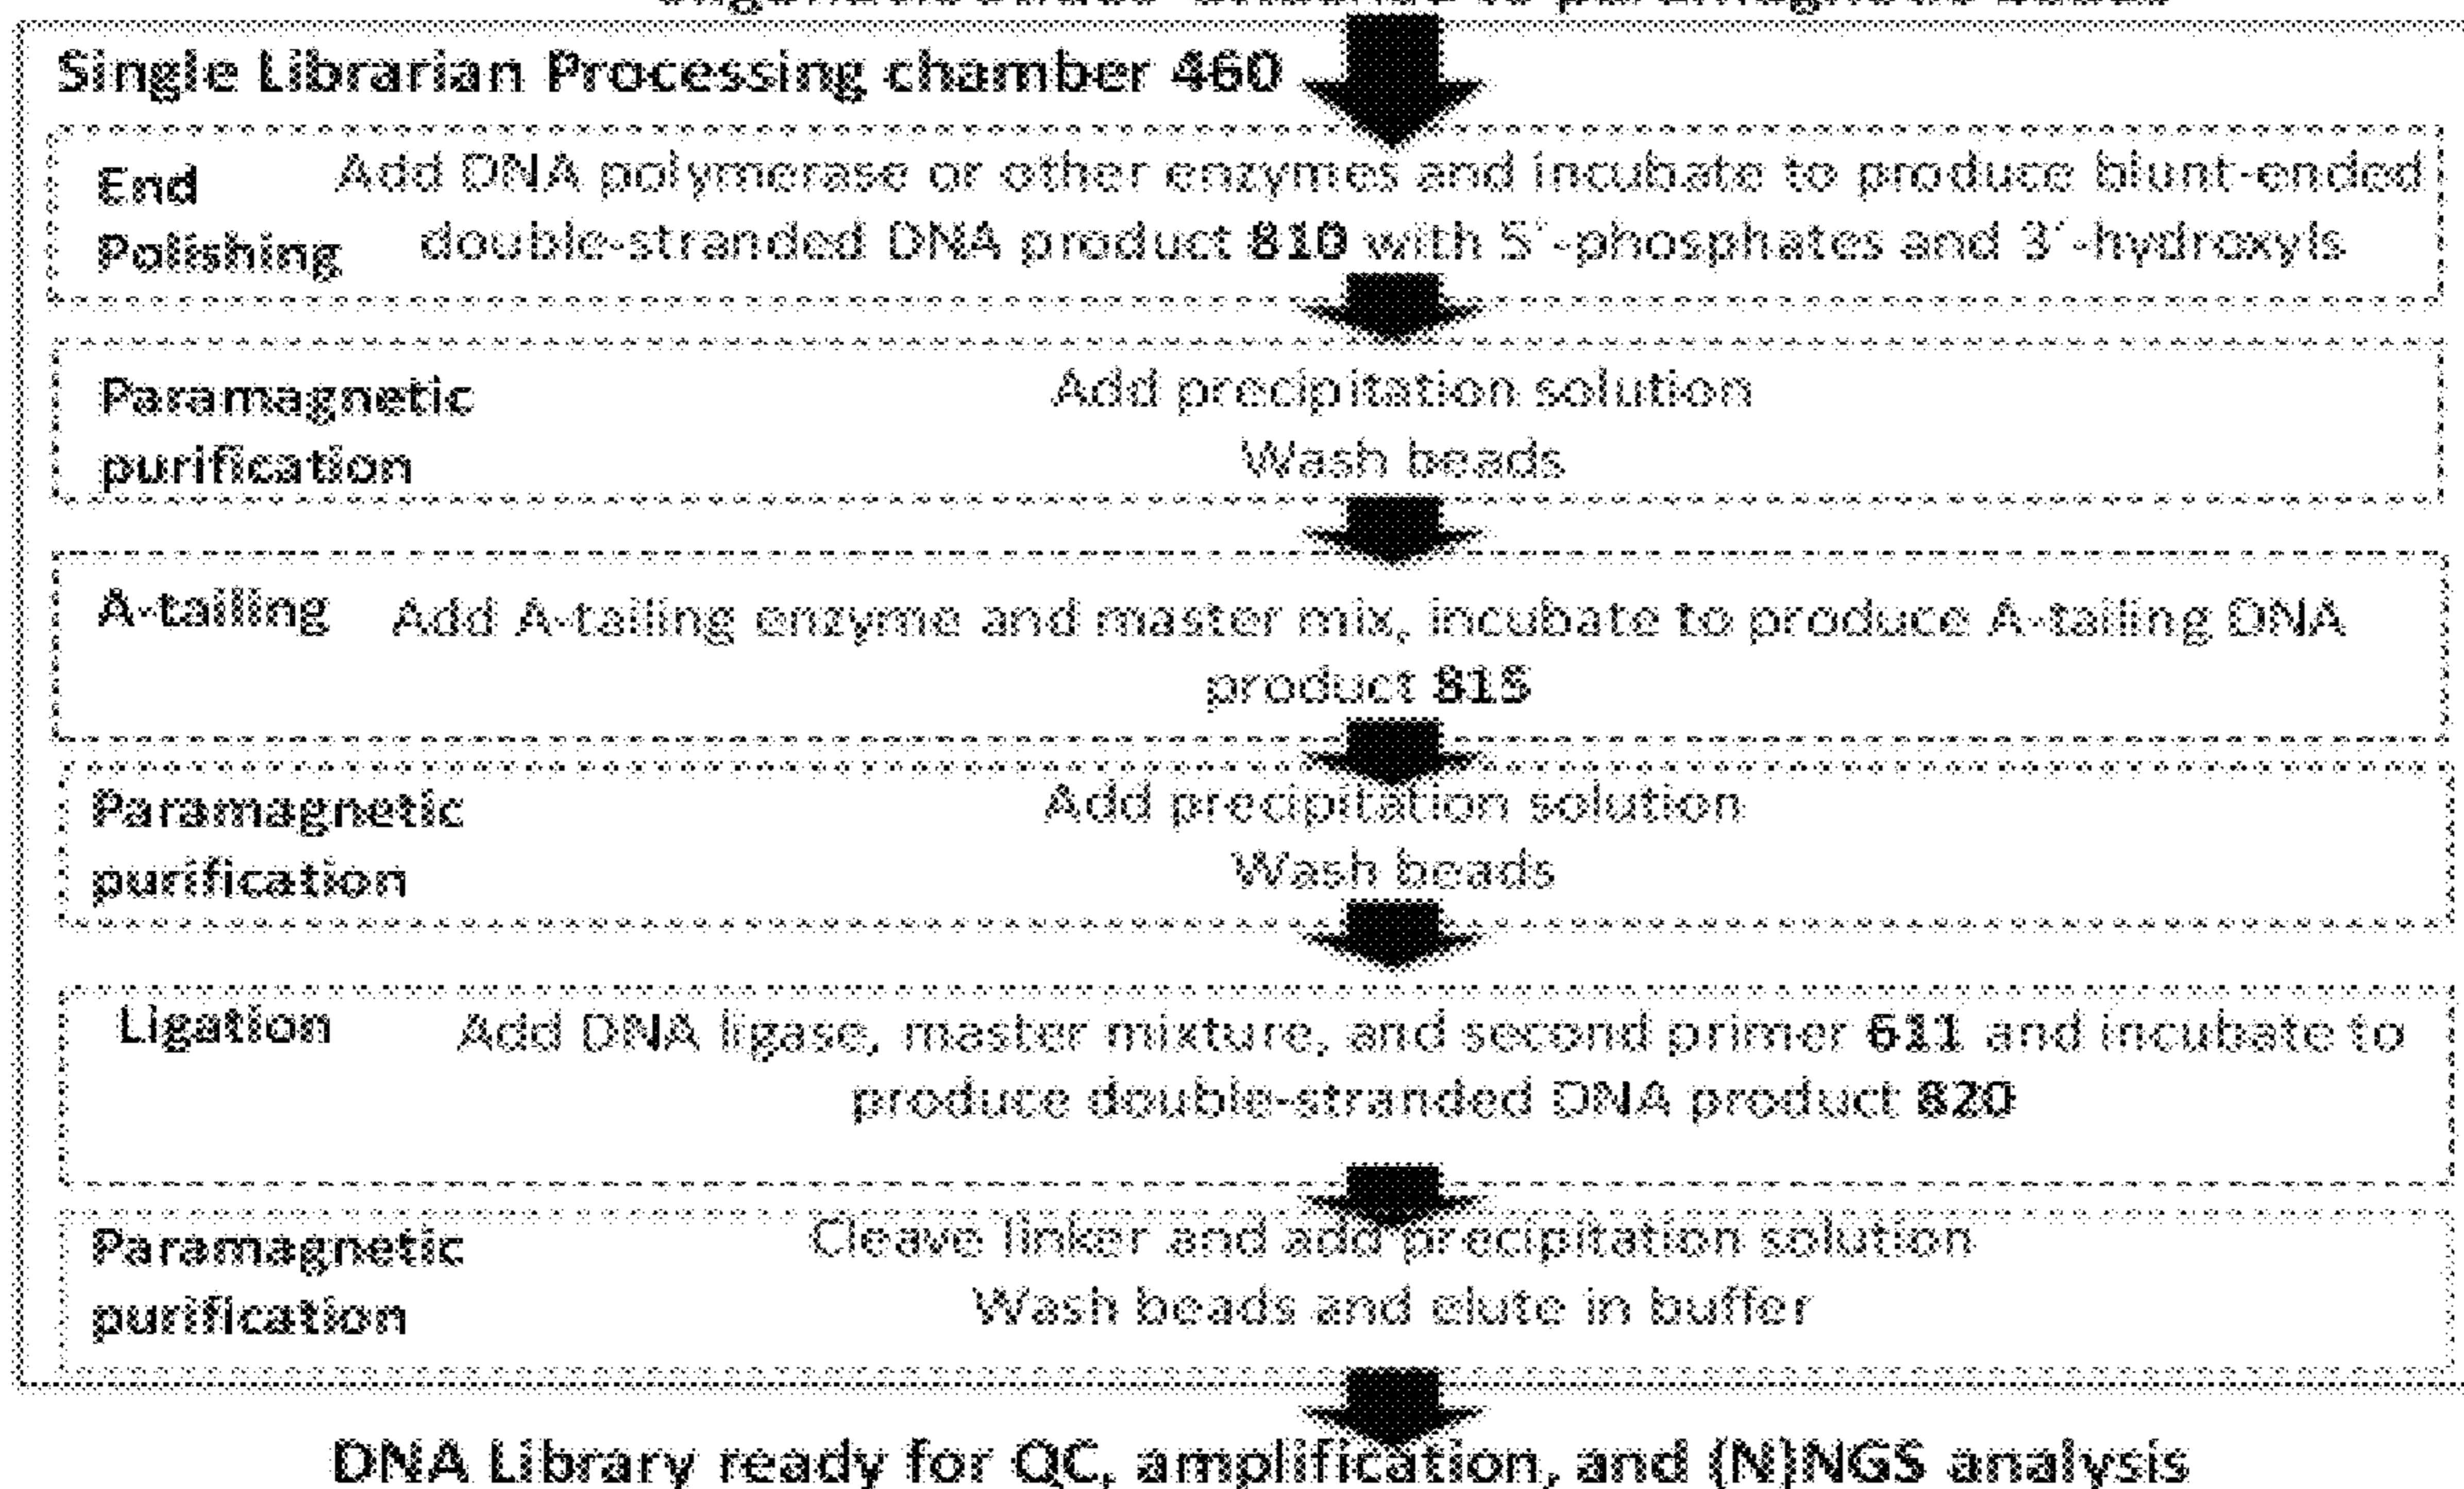 to paramagnetic beads
Single Librarian Processing chamber 460
End Polishing
Add DNA polymerase or other enzymes and incubate to produce blunt-ended
double-stranded DNA product 810 with 5'-phosphates and 3'-hydroxyls
Paramagnetic
purification
Add precipitation solution
Wash beads
A-tailing
Add A-tailing enzyme and master mix, incubate to produce A-tailing DNA
product 815
Paramagnetic
purification
Add precipitation solution
Wash beads
Ligation
Add DNA ligase, master mixture, and second primer 611 and incubate to
produce double-stranded DNA product 820
Paramagnetic
purification
Cleave linker and add precipitation solution
Wash beads and elute in buffer
DNA Library ready for QC, amplification, and (N)NGS analysis